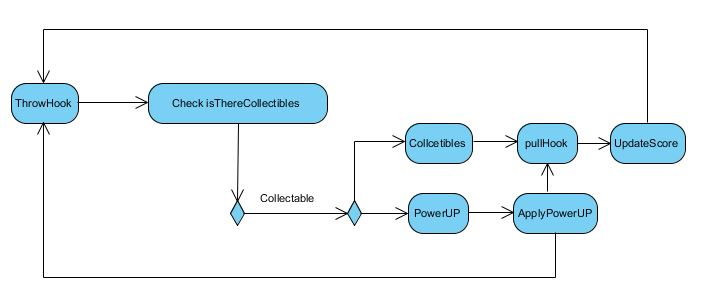 ThrowHook
Check isThereCollectibles
Collcetibles
pullHook
UpdateScore
Collectable
PowerUP
ApplyPowerUP